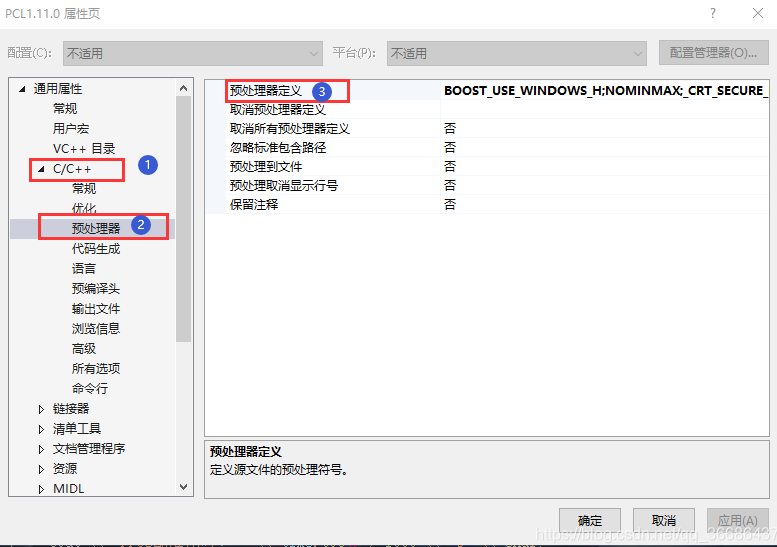 PCL1.11.0 属性页
配置(C): 不适用 平台(P): 不适用 配置管理器(O)...
通用属性
常规
用户宏
VC++ 目录
C/C++ 1
常规
优化
预处理器 2
代码生成
语言
预编译头
输出文件
浏览信息
高级
所有选项
命令行
链接器
清单工具
文档管理程序
资源
MIDL
预处理器定义 3 BOOST_USE_WINDOWS_H;NOMINMAX;_CRT_SECURE_
取消预处理器定义
取消所有预处理器定义 否
忽略标准包含路径 否
预处理到文件 否
预处理取消显示行号 否
保留注释 否
预处理器定义
定义源文件的预处理符号。
确定 取消 应用(A)
https://blog.csdn.net/qq_36686437